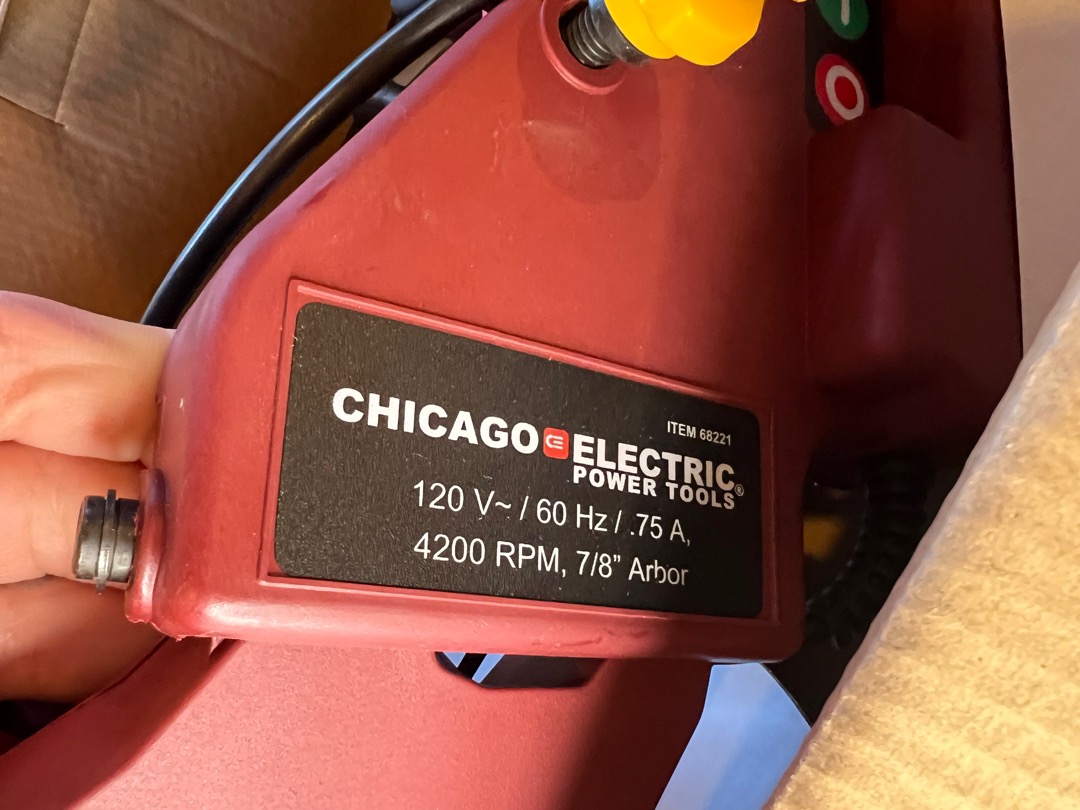 ITEM 68221
CHICAGO ELECTRIC
POWER TOOLS®
120 V~ / 60 Hz / .75 A,
4200 RPM, 7/8” Arbor